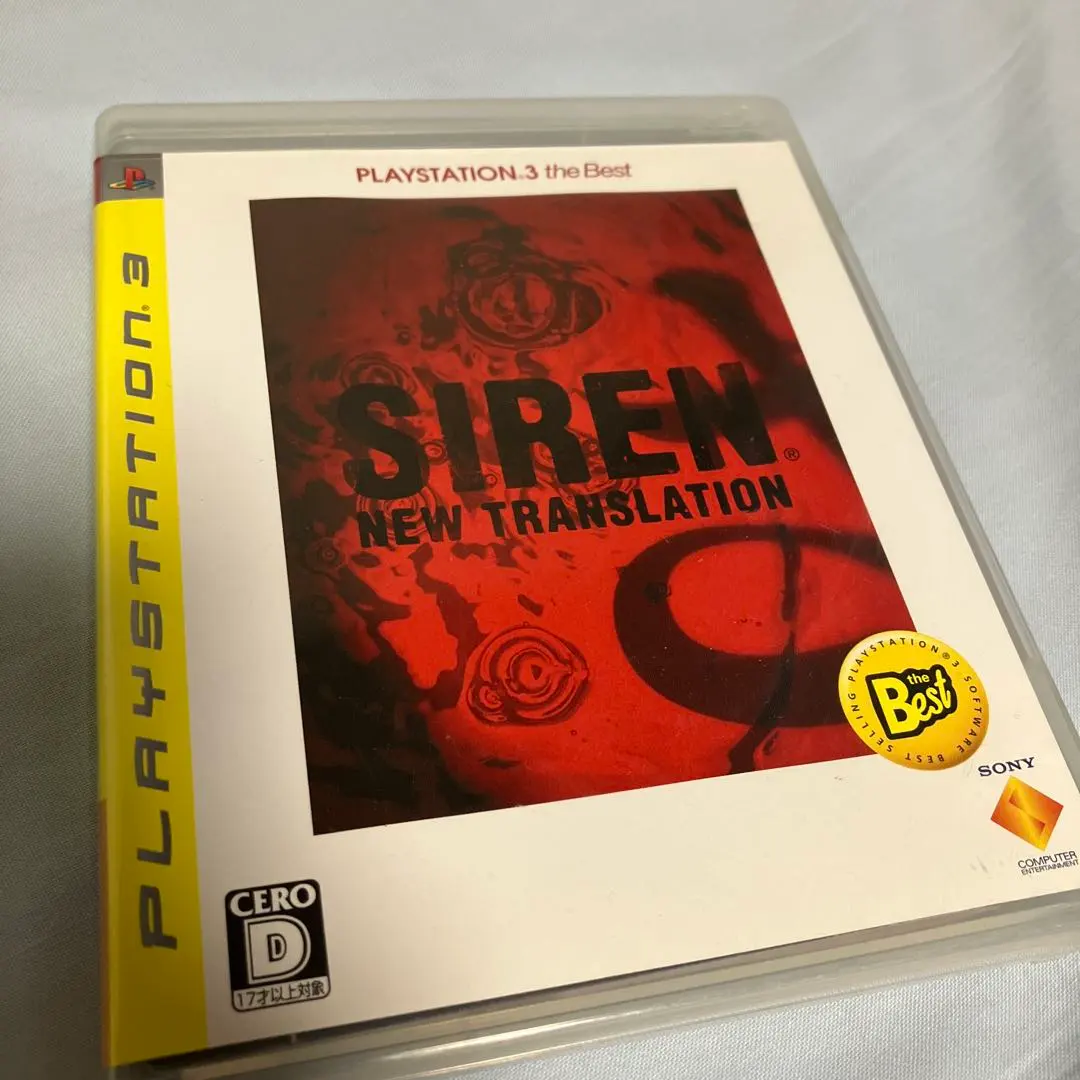 PLAYSTATION®3 the Best
PLAYSTATION®3
SIREN®
NEW TRANSLATION
PLAYSTATION®3 SOFTWARE BEST SELLING
the
Best
SONY
COMPUTER
ENTERTAINMENT
CERO
D
17才以上対象